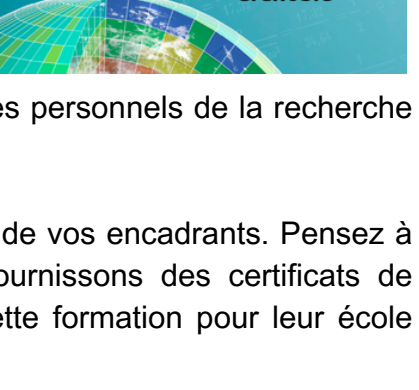 es personnels de la recherche
de vos encadrants. Pensez à
ournissons des certificats de
ette formation pour leur école